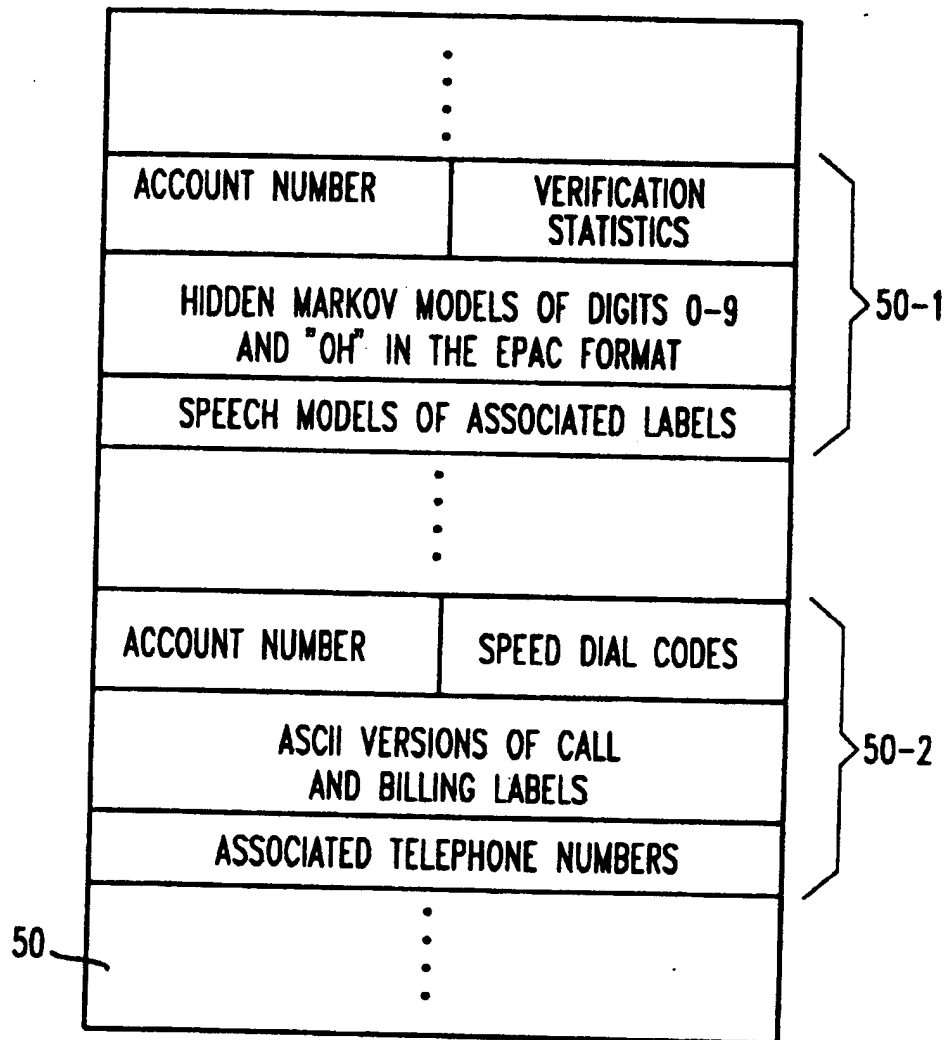 ACCOUNT NUMBER
VERIFICATION
STATISTICS
HIDDEN MARKOV MODELS OF DIGITS 0-9
AND "OH" IN THE EPAC FORMAT
SPEECH MODELS OF ASSOCIATED LABELS
50-1
ACCOUNT NUMBER
SPEED DIAL CODES
ASCII VERSIONS OF CALL
AND BILLING LABELS
ASSOCIATED TELEPHONE NUMBERS
50-2
50